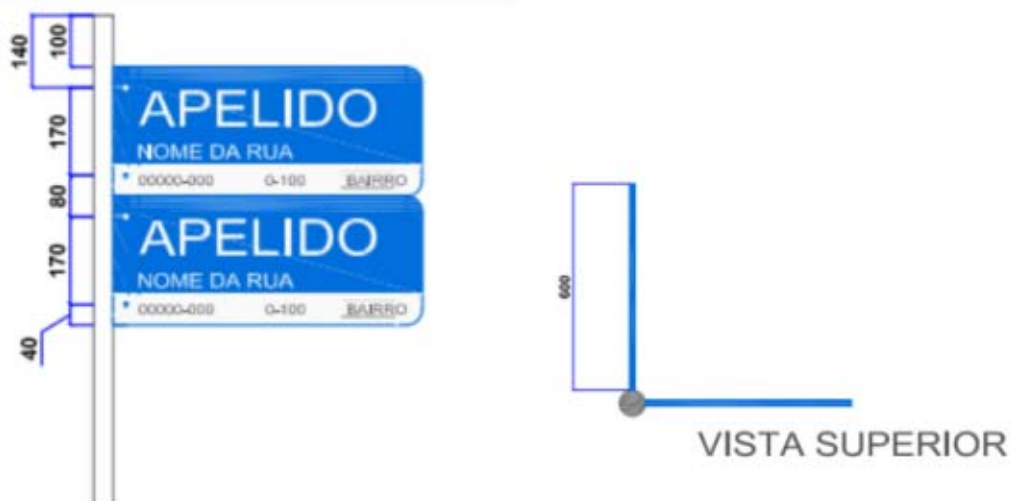 140
100
APELIDO
NOME DA RUA
170
00000-000 0-100 BAIRRO
80
APELIDO
NOME DA RUA
170
00000-000 0-100 BAIRRO
40
600
VISTA SUPERIOR